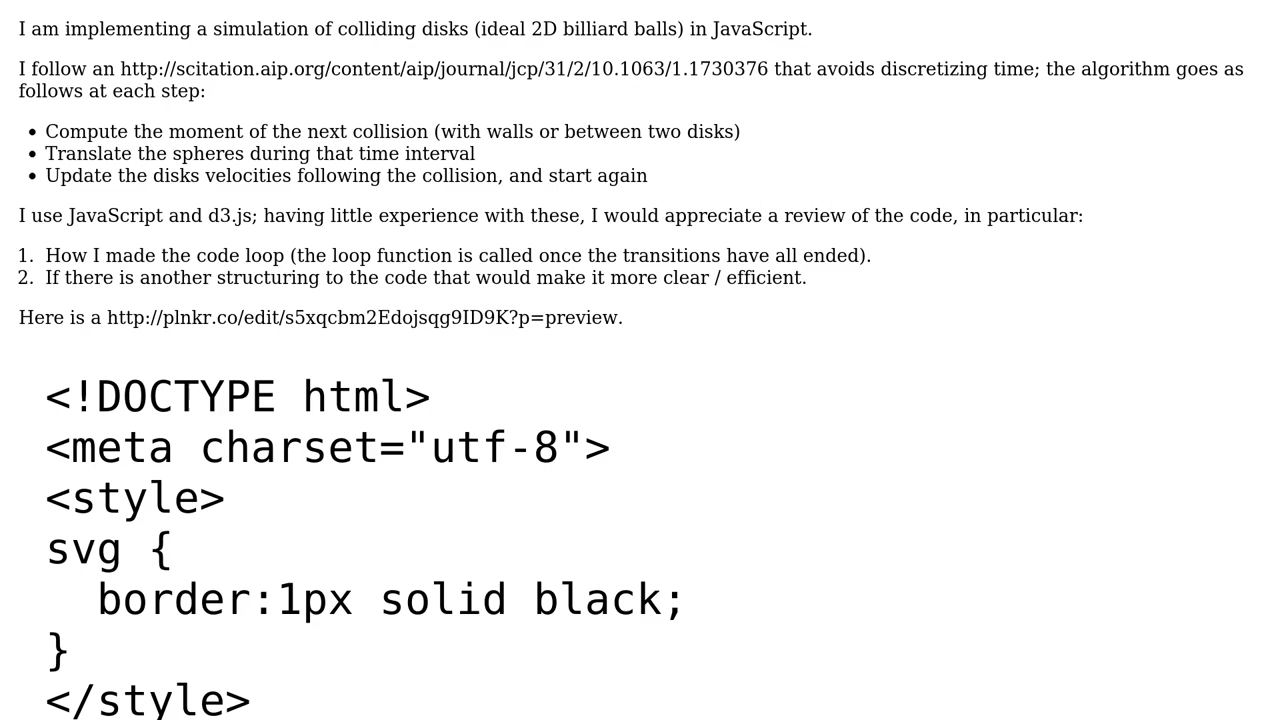 I am implementing a simulation of colliding disks (ideal 2D billiard balls) in JavaScript.
I follow an http://scitation.aip.org/content/aip/journal/jcp/31/2/10.1063/1.1730376 that avoids discretizing time; the algorithm goes as
follows at each step:
• Compute the moment of the next collision (with walls or between two disks)
• Translate the spheres during that time interval
• Update the disks velocities following the collision, and start again
I use JavaScript and d3.js; having little experience with these, I would appreciate a review of the code, in particular:
1. How I made the code loop (the loop function is called once the transitions have all ended).
2. If there is another structuring to the code that would make it more clear / efficient.
Here is a http://plnkr.co/edit/s5xqcbm2Edojsqg9ID9K?p=preview.
<!DOCTYPE html>
<meta charset="utf-8">
<style>
svg {
  border:1px solid black;
}
</style>